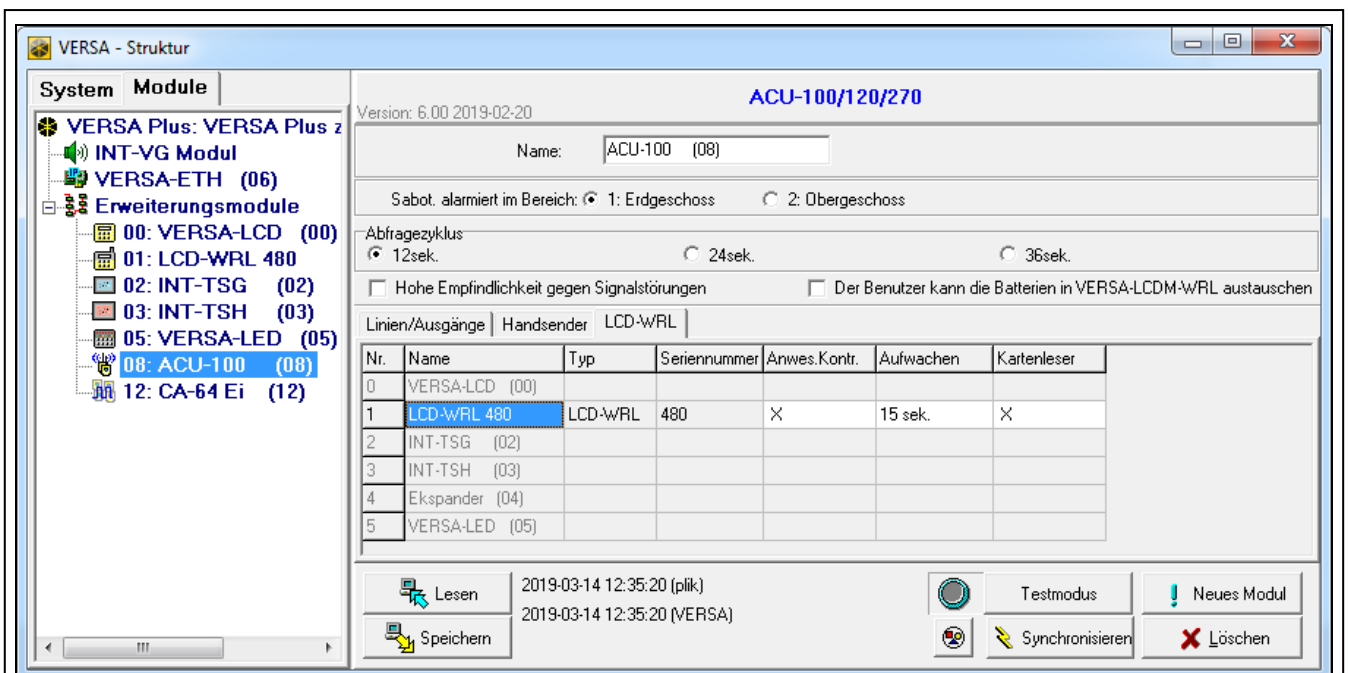 VERSA - Struktur
System Module
VERSA Plus: VERSA Plus z
INT-VG Modul
VERSA-ETH (06)
Erweiterungsmodule
00: VERSA-LCD (00)
01: LCD-WRL 480
02: INT-TSG (02)
03: INT-TSH (03)
05: VERSA-LED (05)
08: ACU-100 (08)
12: CA-64 Ei (12)
ACU-100/120/270
Version: 6.00 2019-02-20
Name: ACU-100 (08)
Sabot. alarmiert im Bereich: 1: Erdgeschoss 2: Obergeschoss
Abfragezyklus
12sek. 24sek. 36sek.
Hohe Empfindlichkeit gegen Signalstörungen Der Benutzer kann die Batterien in VERSA-LCDM-WRL austauschen
Linien/Ausgänge Handsender LCD-WRL
Nr. Name Typ Seriennummer Anwes.Kontr. Aufwachen Kartenleser
0 VERSA-LCD (00)
1 LCD-WRL 480 LCD-WRL 480 X 15 sek. X
2 INT-TSG (02)
3 INT-TSH (03)
4 Ekspander (04)
5 VERSA-LED (05)
Lesen 2019-03-14 12:35:20 (plik) Testmodus Neues Modul
2019-03-14 12:35:20 (VERSA)
Speichern Synchronisieren Löschen